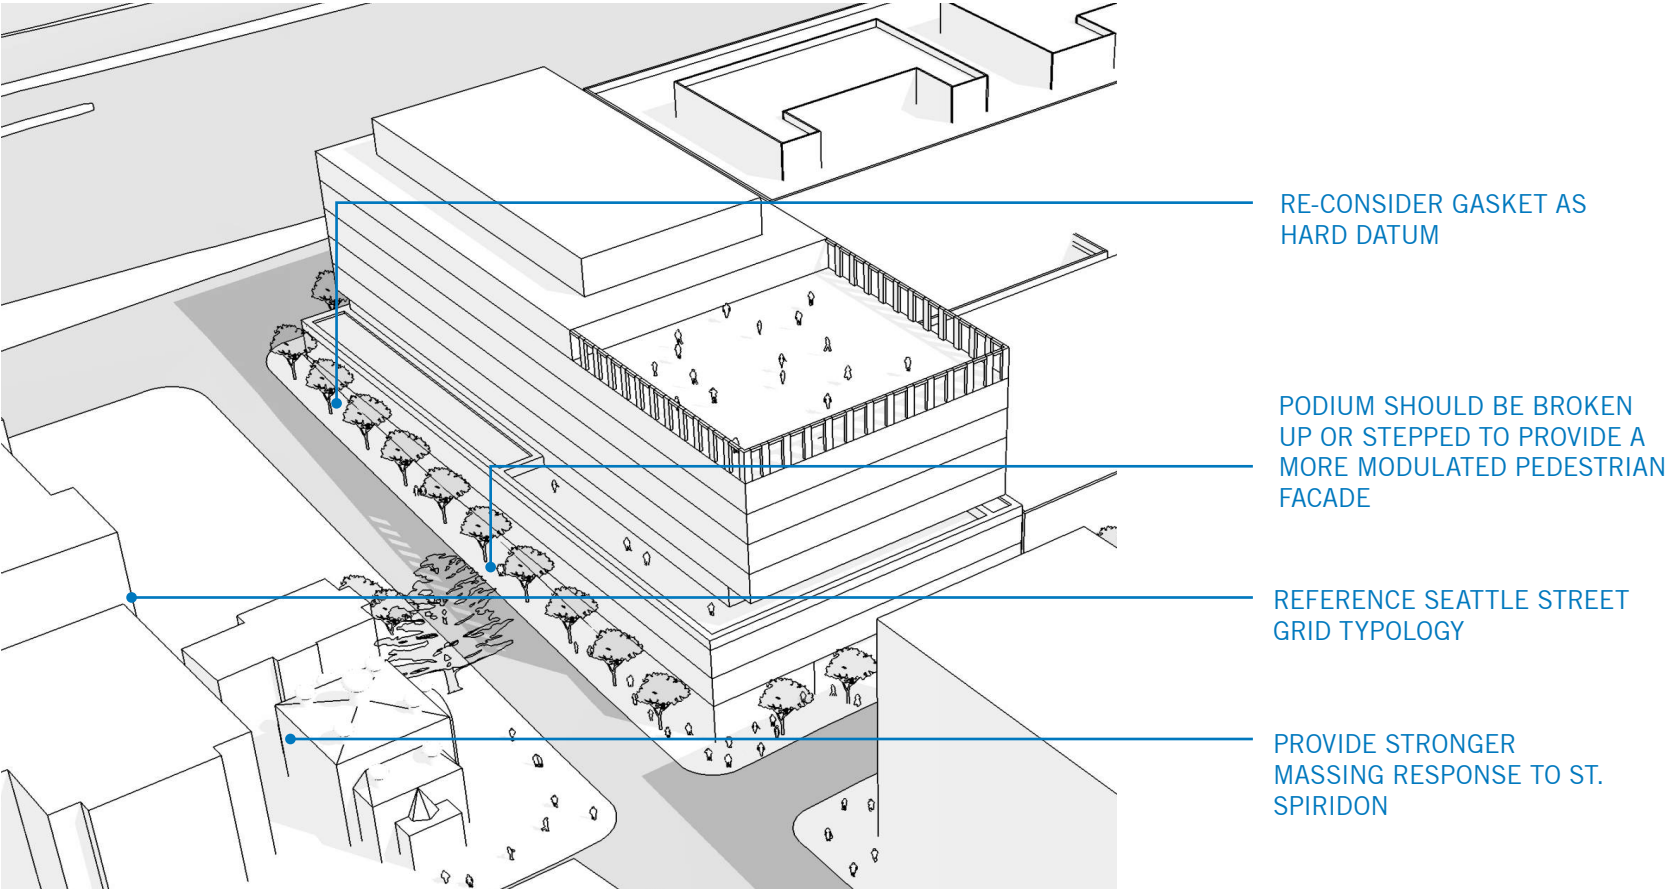 RE-CONSIDER GASKET AS
HARD DATUM
PODIUM SHOULD BE BROKEN
UP OR STEPPED TO PROVIDE A
MORE MODULATED PEDESTRIAN
FACADE
REFERENCE SEATTLE STREET
GRID TYPOLOGY
PROVIDE STRONGER
MASSING RESPONSE TO ST.
SPIRIDON